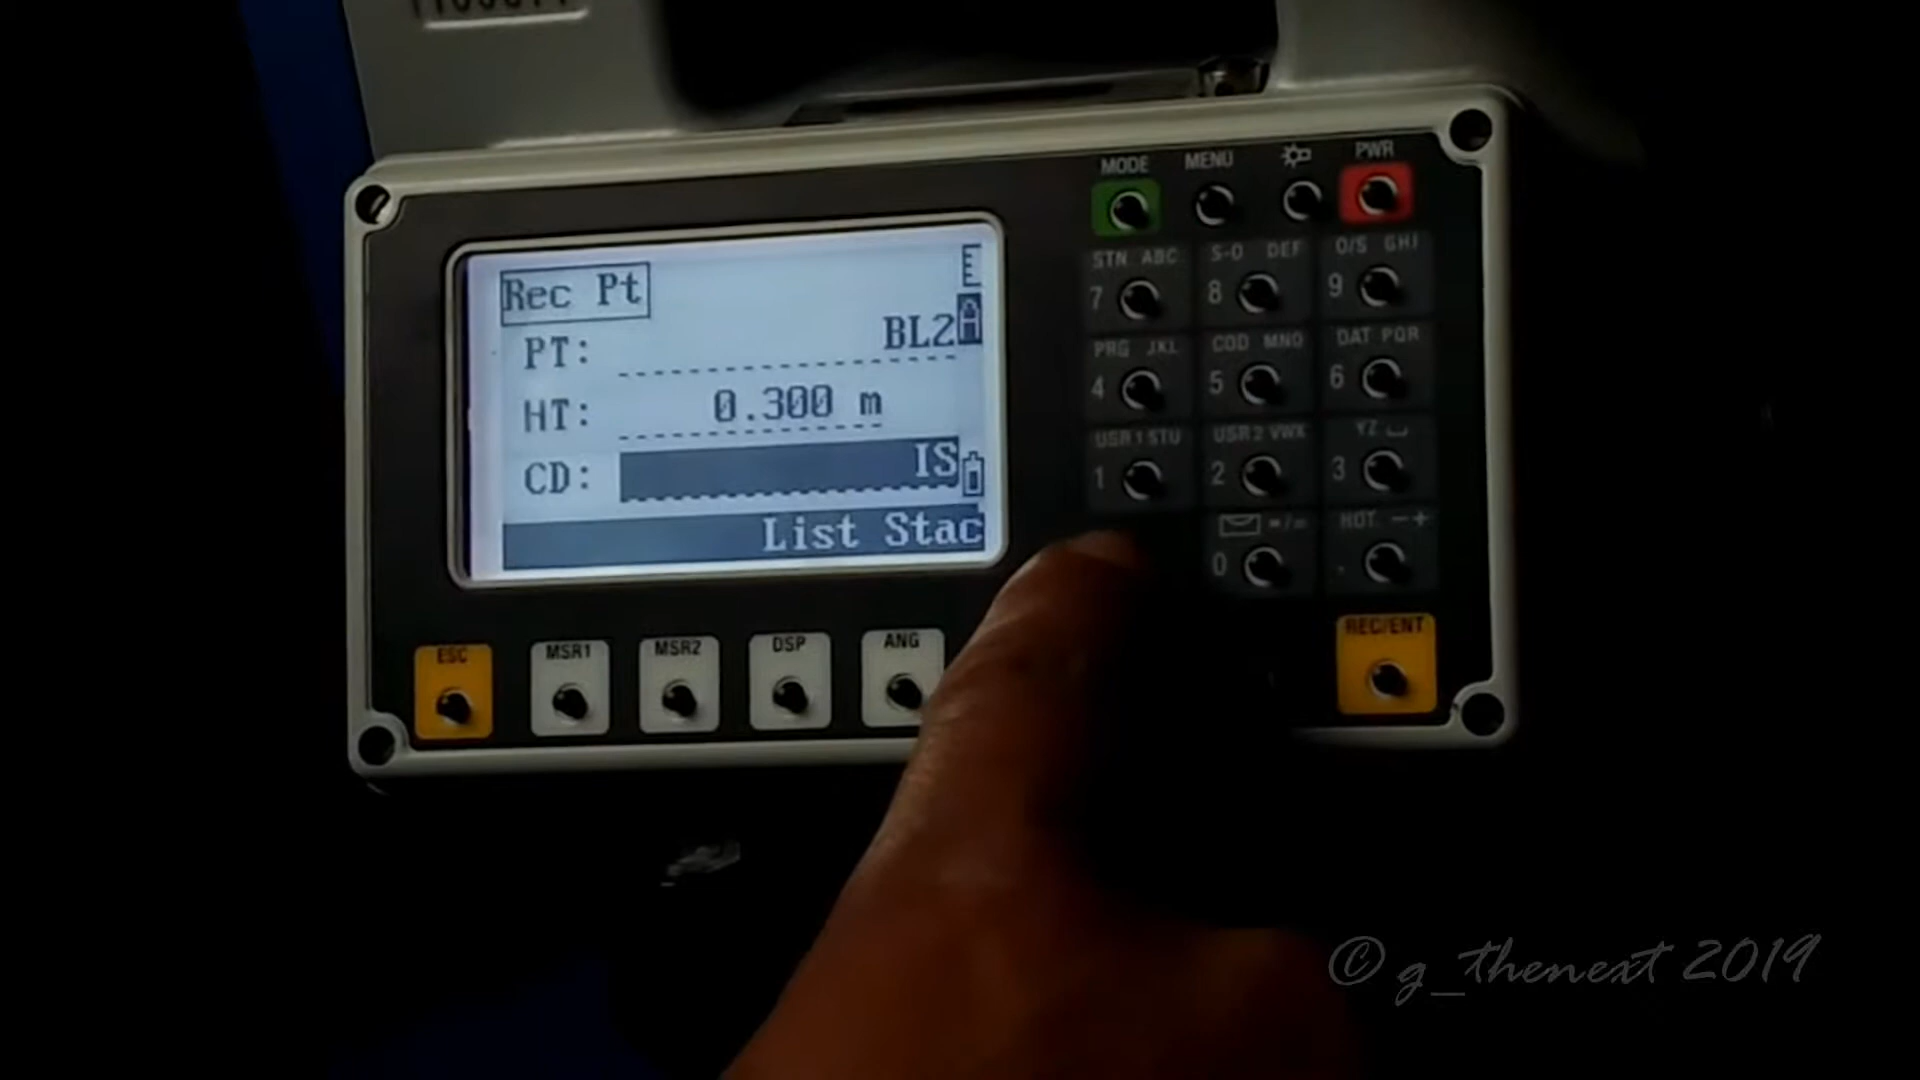 Rec Pt
PT: BL2
HT: 0.300 m
CD: IS
List Stac
MODE MENU PWR
STN ABC S-O DEF O/S GHI
7 8 9
PRG JKL COD MNO DAT PQR
4 5 6
USR1 STU USR2 VWX YZ
1 2 3
*/= HOT -+
0 .
ESC MSR1 MSR2 DSP ANG REC/ENT
© g_thenext 2019